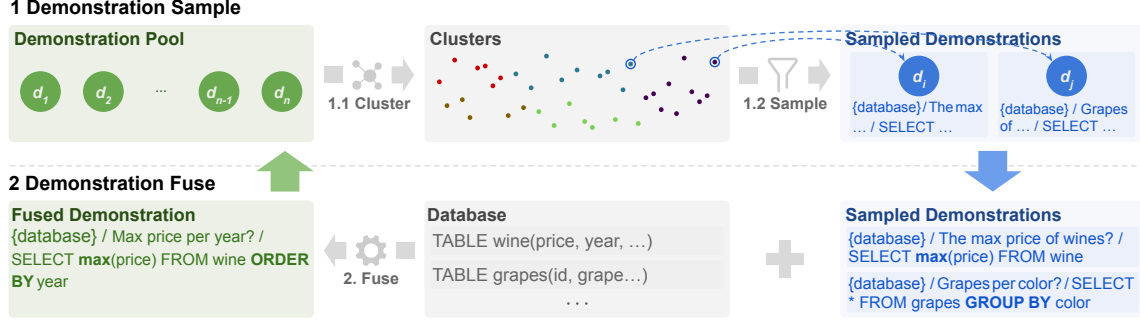 1 Demonstration Sample
Demonstration Pool
d1 d2 ... dn-1 dn
1.1 Cluster
Clusters
1.2 Sample
Sampled Demonstrations
di
{database} / The max
... / SELECT ...
dj
{database} / Grapes
of ... / SELECT ...
2 Demonstration Fuse
Fused Demonstration
{database} / Max price per year? /
SELECT max(price) FROM wine ORDER
BY year
2. Fuse
Database
TABLE wine(price, year, ...)
TABLE grapes(id, grape...)
...
Sampled Demonstrations
{database} / The max price of wines? /
SELECT max(price) FROM wine
{database} / Grapes per color? / SELECT
* FROM grapes GROUP BY color